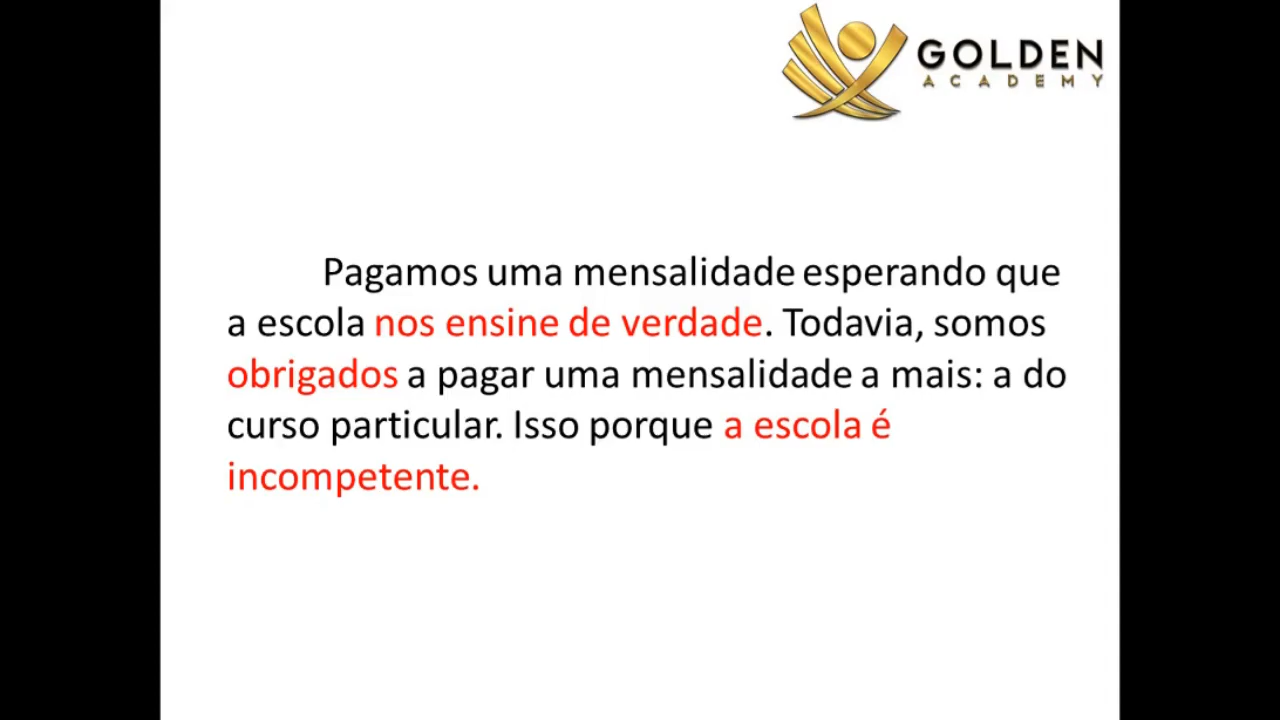 GOLDEN
ACADEMY
Pagamos uma mensalidade esperando que
a escola nos ensine de verdade. Todavia, somos
obrigados a pagar uma mensalidade a mais: a do
curso particular. Isso porque a escola é
incompetente.